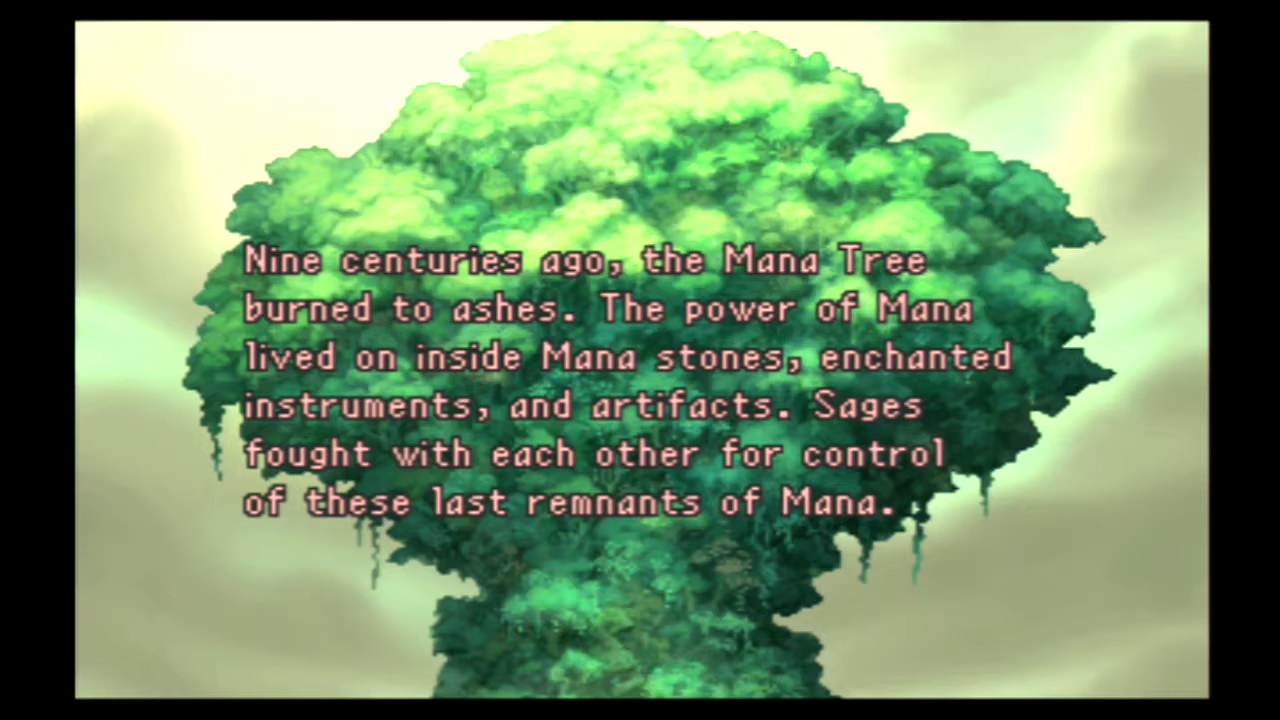 Nine centuries ago, the Mana Tree
burned to ashes. The power of Mana
lived on inside Mana stones, enchanted
instruments, and artifacts. Sages
fought with each other for control
of these last remnants of Mana.